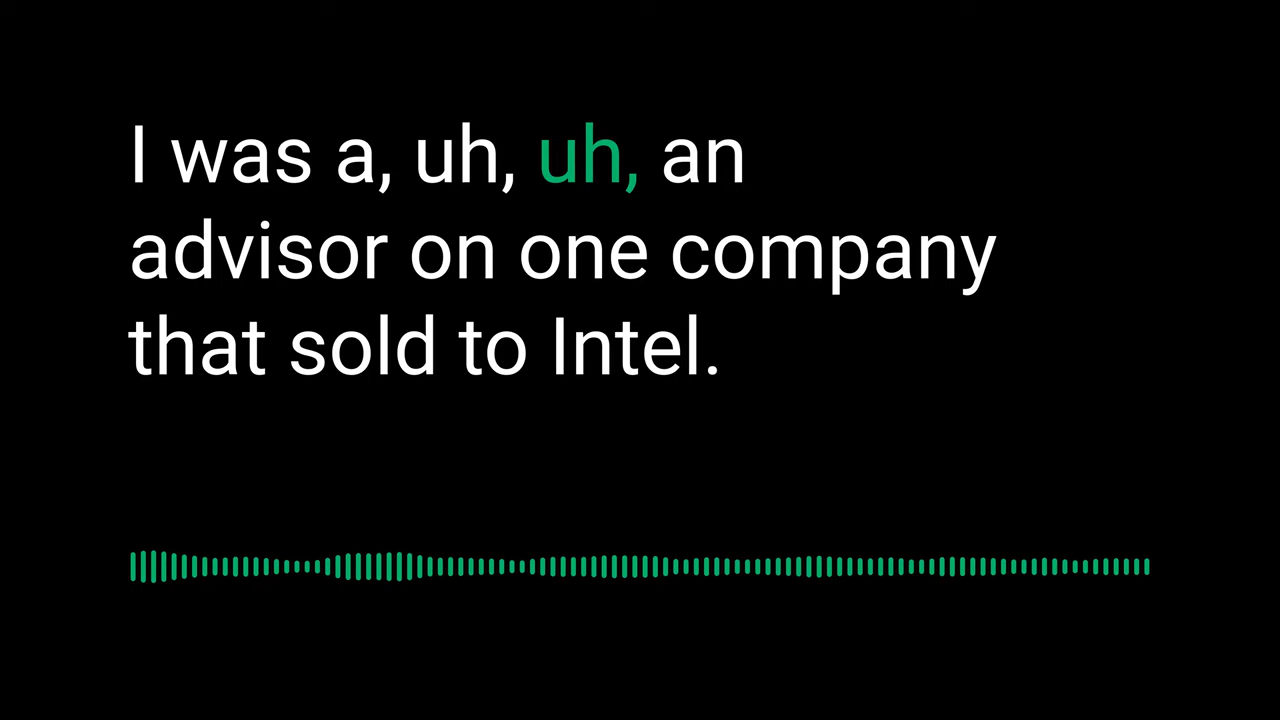 I was a, uh, uh, an
advisor on one company
that sold to Intel.